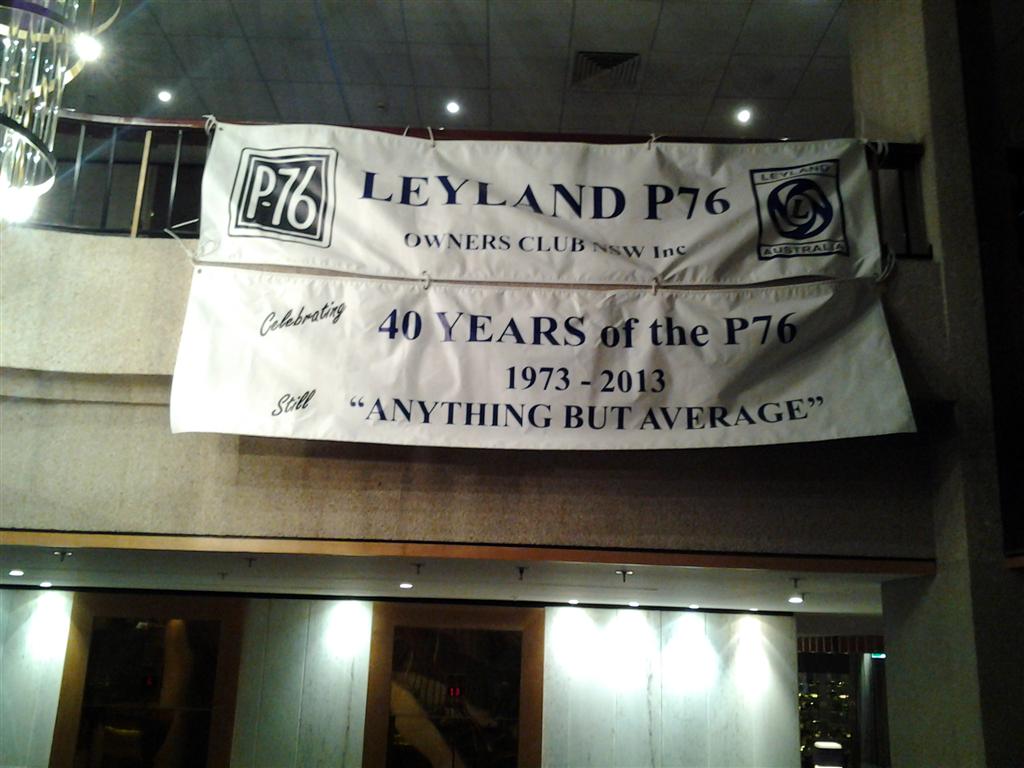 P-76
LEYLAND P76
OWNERS CLUB NSW Inc
LEYLAND
L
AUSTRALIA
Celebrating
40 YEARS of the P76
1973 - 2013
Still
"ANYTHING BUT AVERAGE"